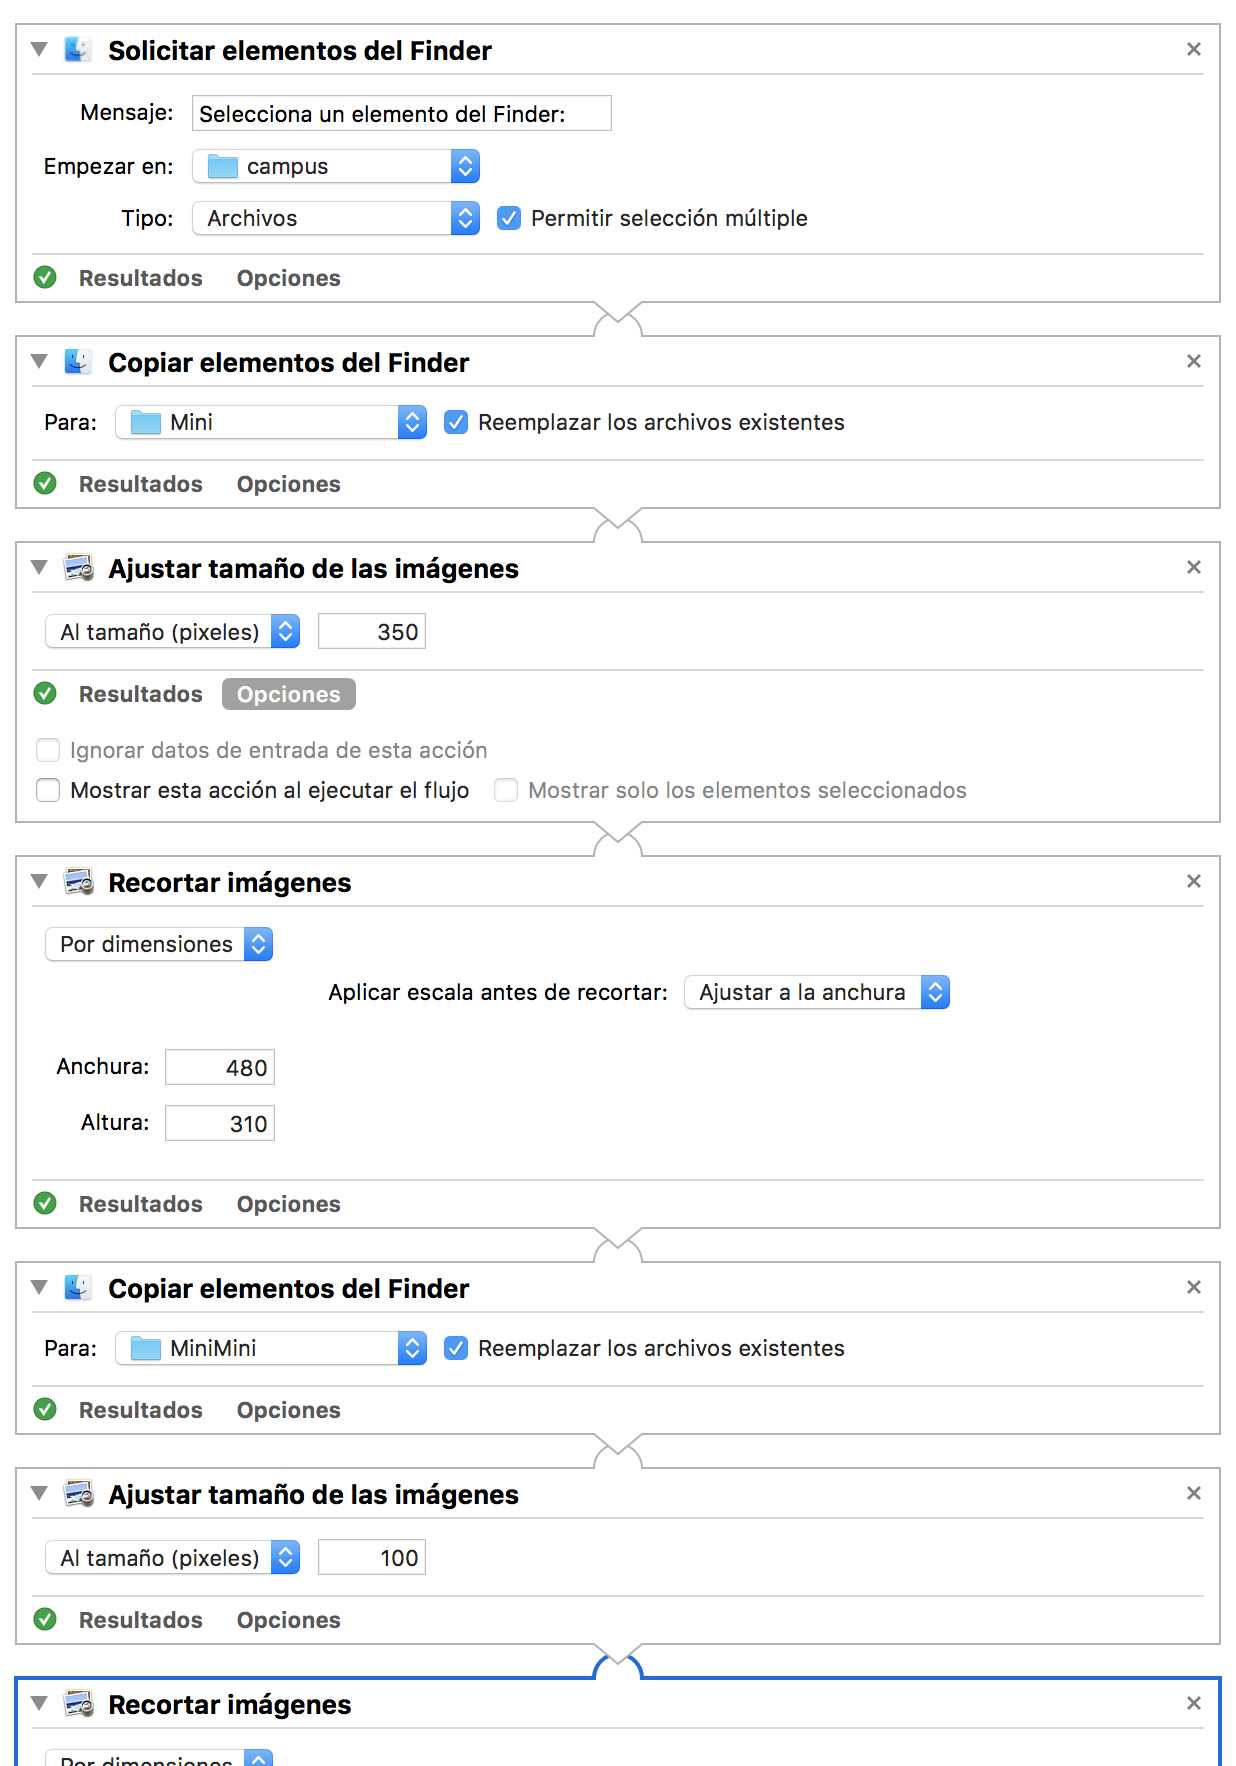 Solicitar elementos del Finder
Mensaje: Selecciona un elemento del Finder:
Empezar en: campus
Tipo: Archivos Permitir selección múltiple
Resultados Opciones
Copiar elementos del Finder
Para: Mini Reemplazar los archivos existentes
Resultados Opciones
Ajustar tamaño de las imágenes
Al tamaño (pixeles) 350
Resultados Opciones
Ignorar datos de entrada de esta acción
Mostrar esta acción al ejecutar el flujo Mostrar solo los elementos seleccionados
Recortar imágenes
Por dimensiones
Aplicar escala antes de recortar: Ajustar a la anchura
Anchura: 480
Altura: 310
Resultados Opciones
Copiar elementos del Finder
Para: MiniMini Reemplazar los archivos existentes
Resultados Opciones
Ajustar tamaño de las imágenes
Al tamaño (pixeles) 100
Resultados Opciones
Recortar imágenes
Por dimensiones